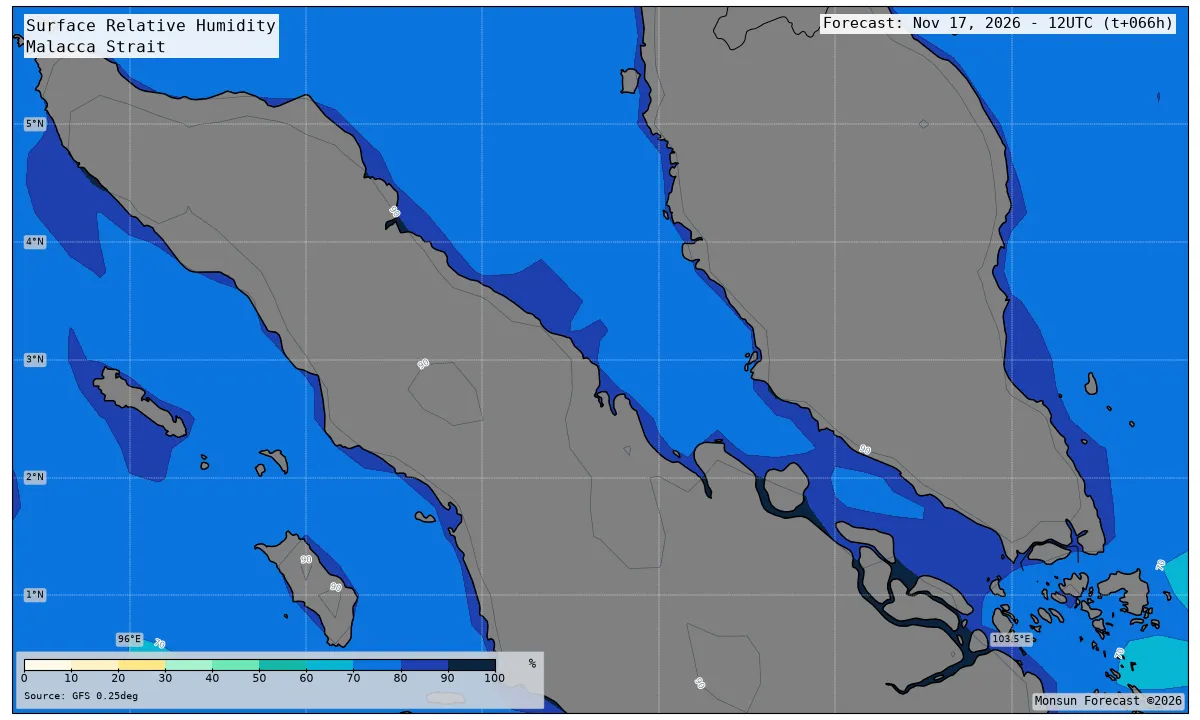 Surface Relative Humidity
Malacca Strait
Forecast: Nov 17, 2026 - 12UTC (t+066h)
5°N
90
4°N
3°N
90
90
2°N
90
90
70
1°N
96°E
70
103.5°E
70
90
%
0 10 20 30 40 50 60 70 80 90 100
Source: GFS 0.25deg
Monsun Forecast ©2026